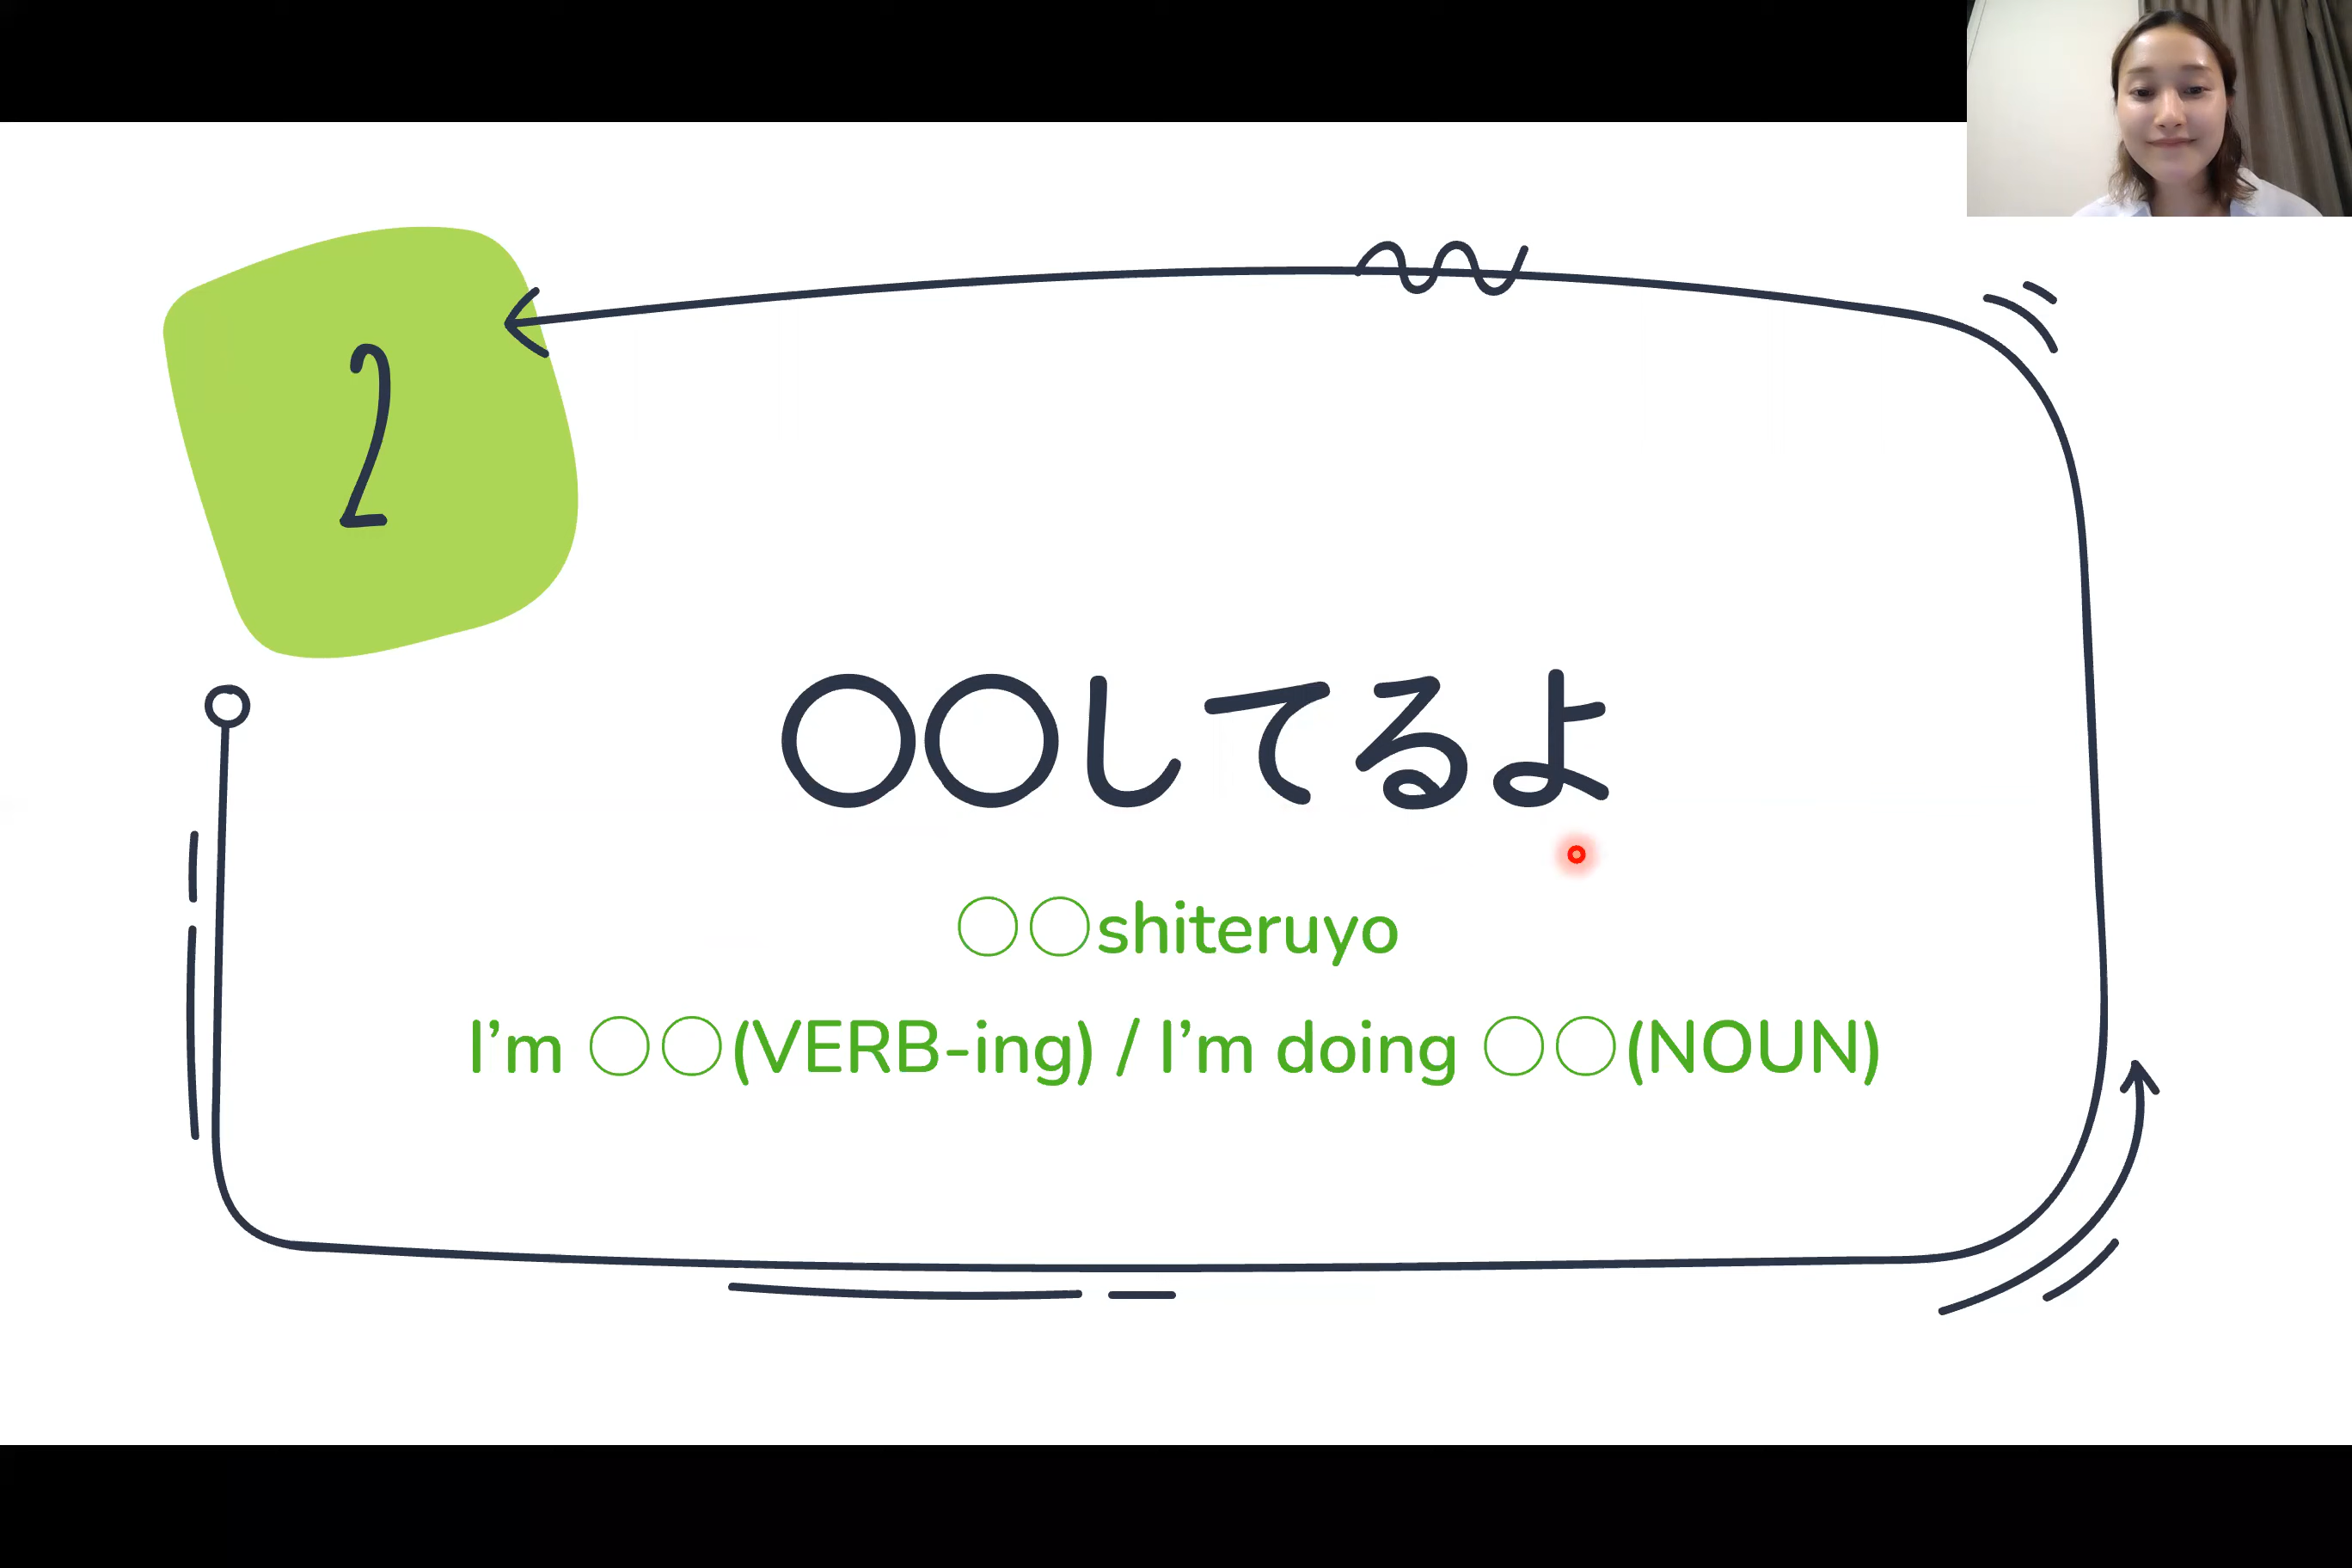 2
〇〇してるよ
〇〇shiteruyo
I'm 〇〇(VERB-ing) / I'm doing 〇〇(NOUN)